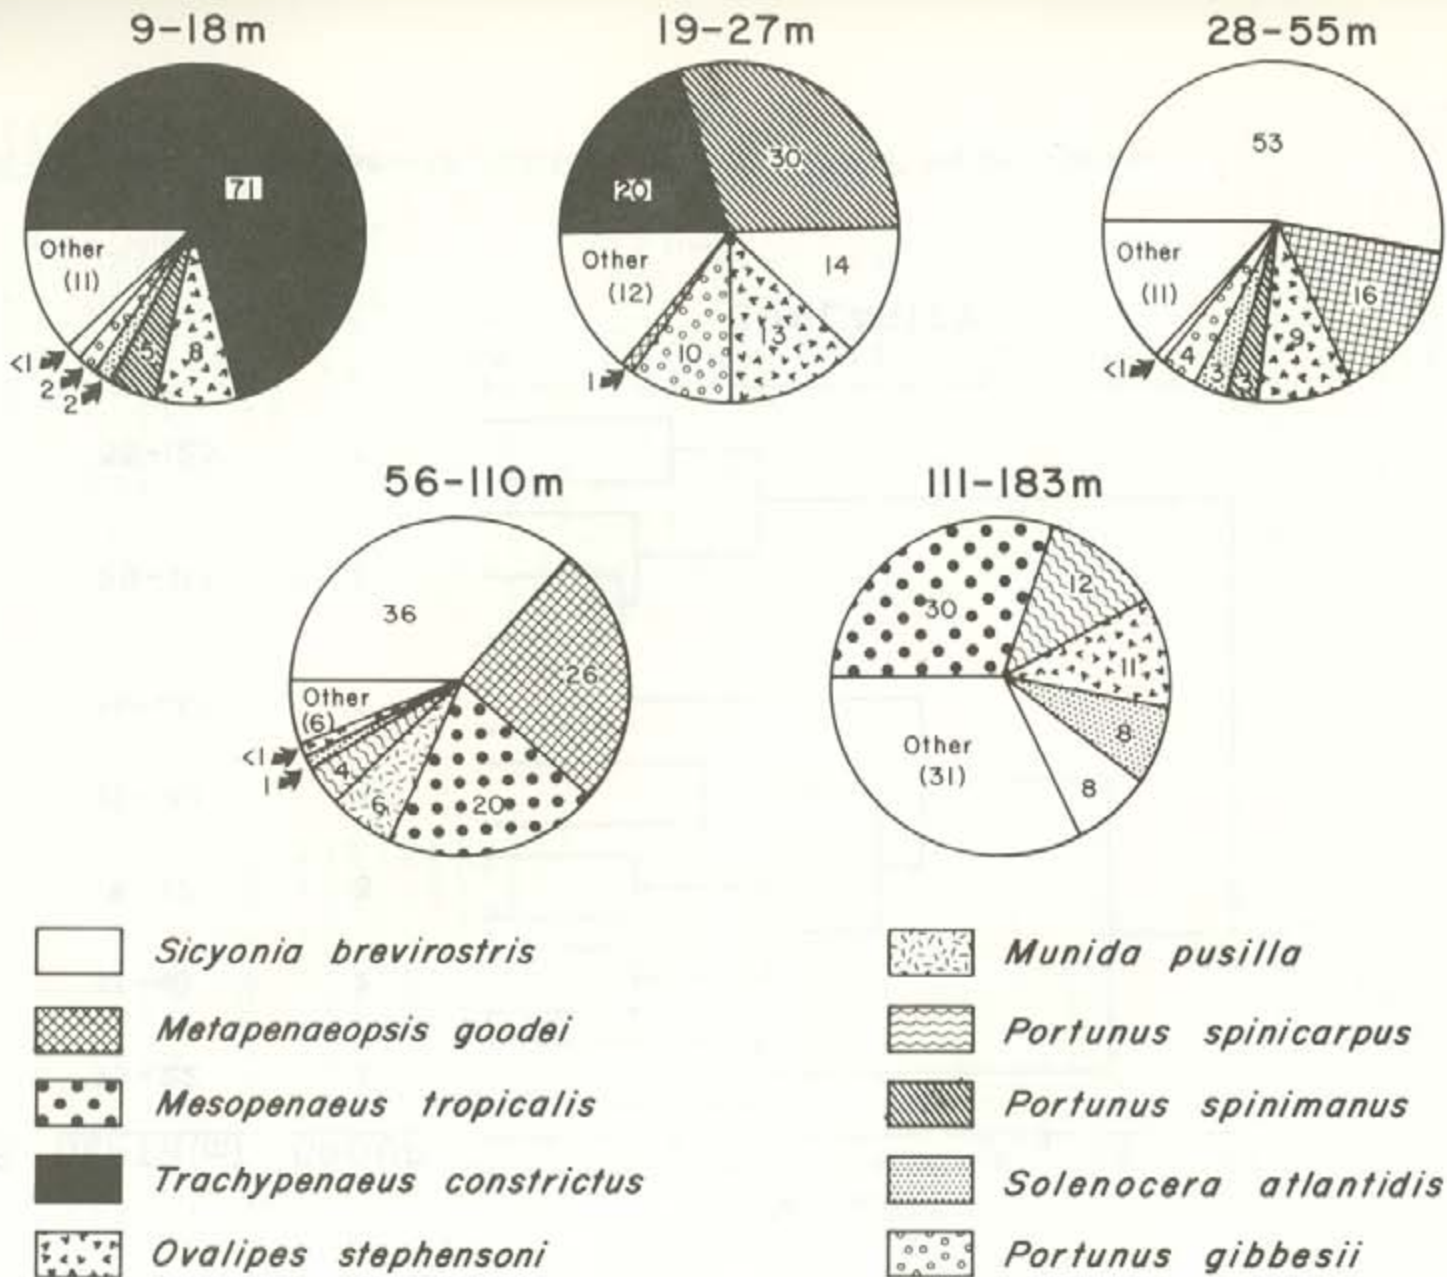 9-18m
71
Other
(11)
<1
2
2
5
8
19-27m
20
30
14
13
10
1
Other
(12)
28-55m
53
16
9
3
3
4
<1
Other
(11)
56-110m
36
26
20
6
4
1
<1
Other
(6)
111-183m
30
12
11
8
8
Other
(31)
Sicyonia brevirostris
Metapenaeopsis goodei
Mesopenaeus tropicalis
Trachypenaeus constrictus
Ovalipes stephensoni
Munida pusilla
Portunus spinicarpus
Portunus spinimanus
Solenocera atlantidis
Portunus gibbesii